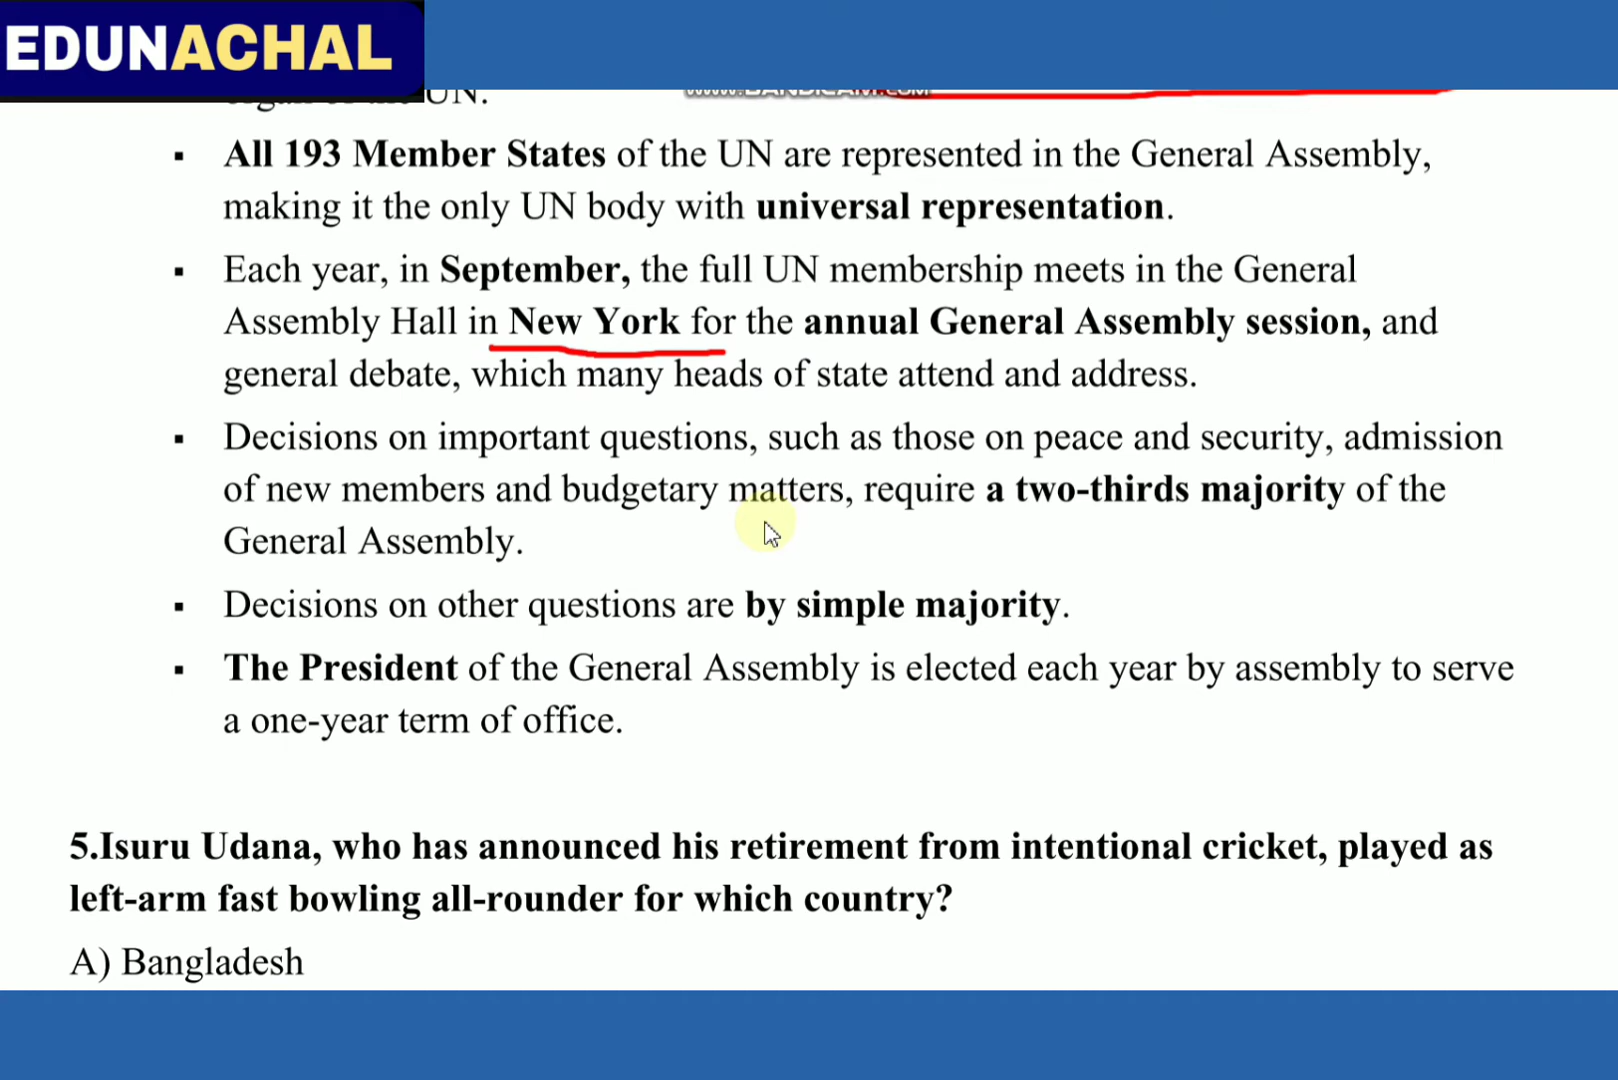 EDUNACHAL
UN.
▪ All 193 Member States of the UN are represented in the General Assembly,
making it the only UN body with universal representation.
▪ Each year, in September, the full UN membership meets in the General
Assembly Hall in New York for the annual General Assembly session, and
general debate, which many heads of state attend and address.
▪ Decisions on important questions, such as those on peace and security, admission
of new members and budgetary matters, require a two-thirds majority of the
General Assembly.
▪ Decisions on other questions are by simple majority.
▪ The President of the General Assembly is elected each year by assembly to serve
a one-year term of office.
5.Isuru Udana, who has announced his retirement from intentional cricket, played as
left-arm fast bowling all-rounder for which country?
A) Bangladesh